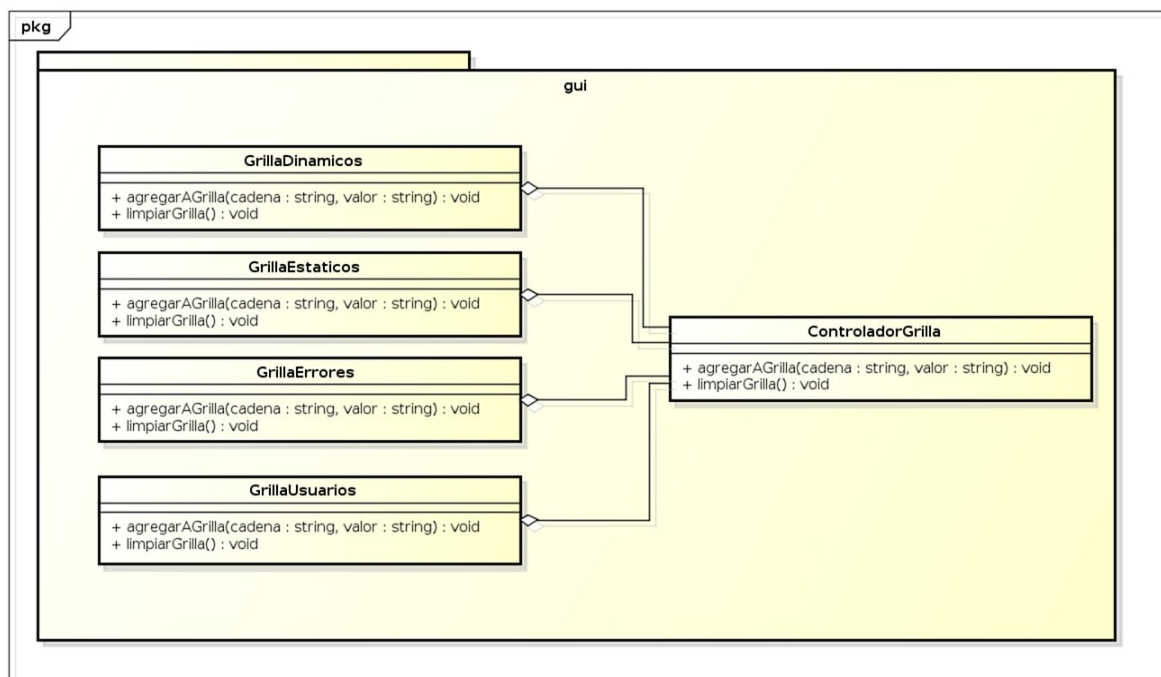 pkg
gui
GrillaDinamicos
+ agregarAGrilla(cadena : string, valor : string) : void
+ limpiarGrilla() : void
GrillaEstaticos
+ agregarAGrilla(cadena : string, valor : string) : void
+ limpiarGrilla() : void
GrillaErrores
+ agregarAGrilla(cadena : string, valor : string) : void
+ limpiarGrilla() : void
GrillaUsuarios
+ agregarAGrilla(cadena : string, valor : string) : void
+ limpiarGrilla() : void
ControladorGrilla
+ agregarAGrilla(cadena : string, valor : string) : void
+ limpiarGrilla() : void